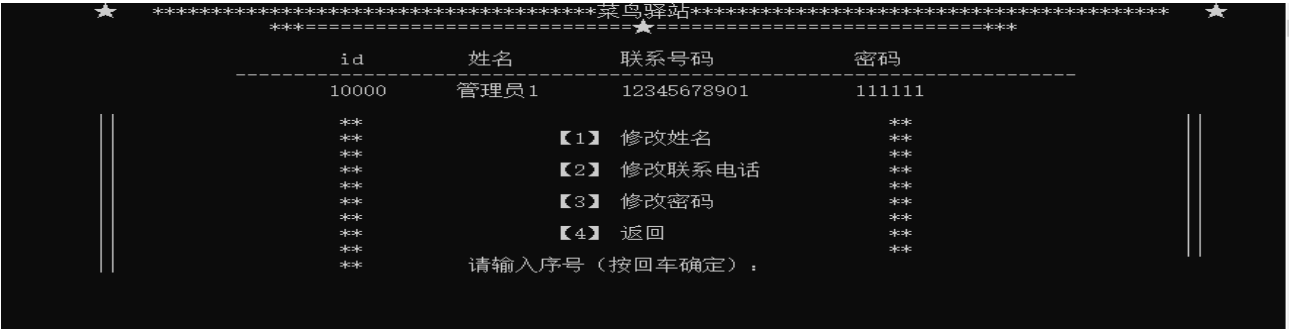 ★ **************************************菜鸟驿站***************************************** ★
***============================★============================***
id 姓名 联系号码 密码
------------------------------------------------------------------------
10000 管理员1 12345678901 111111
|| ** ** ||
** 【1】 修改姓名 **
** **
** 【2】 修改联系电话 **
** **
** 【3】 修改密码 **
** **
** 【4】 返回 **
** **
** 请输入序号（按回车确定）：